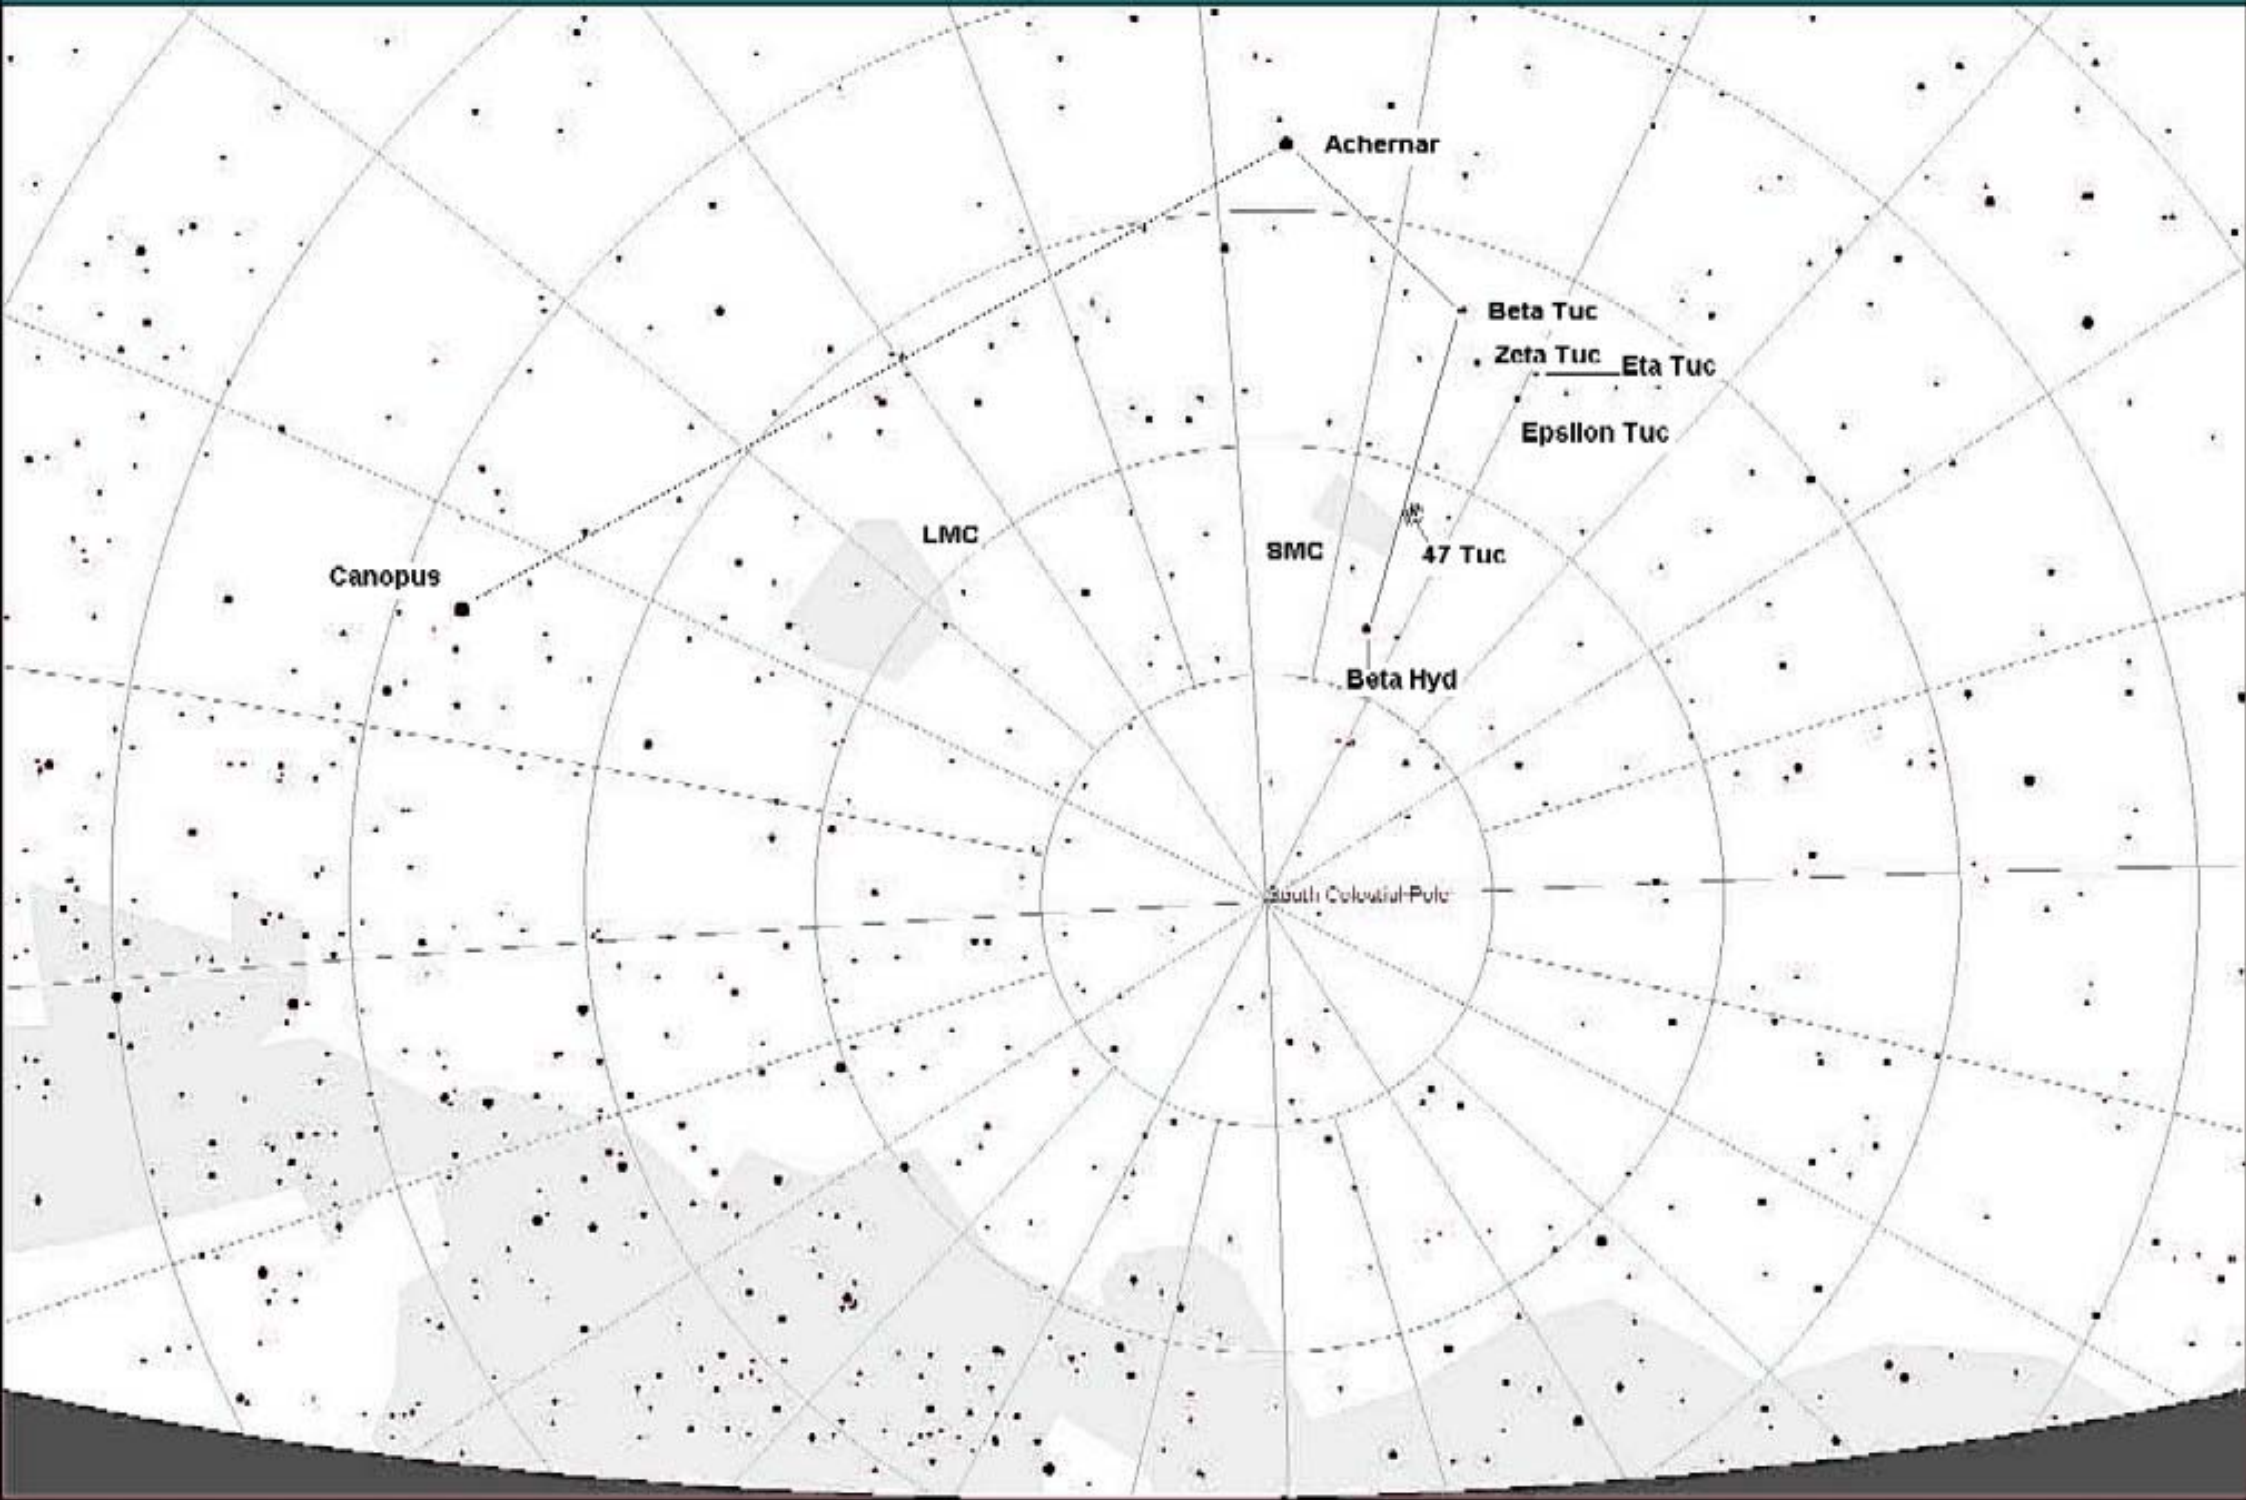 Achernar
Beta Tuc
Zeta Tuc
Eta Tuc
Epsilon Tuc
LMC
SMC
47 Tuc
Canopus
Beta Hyd
South Celestial Pole